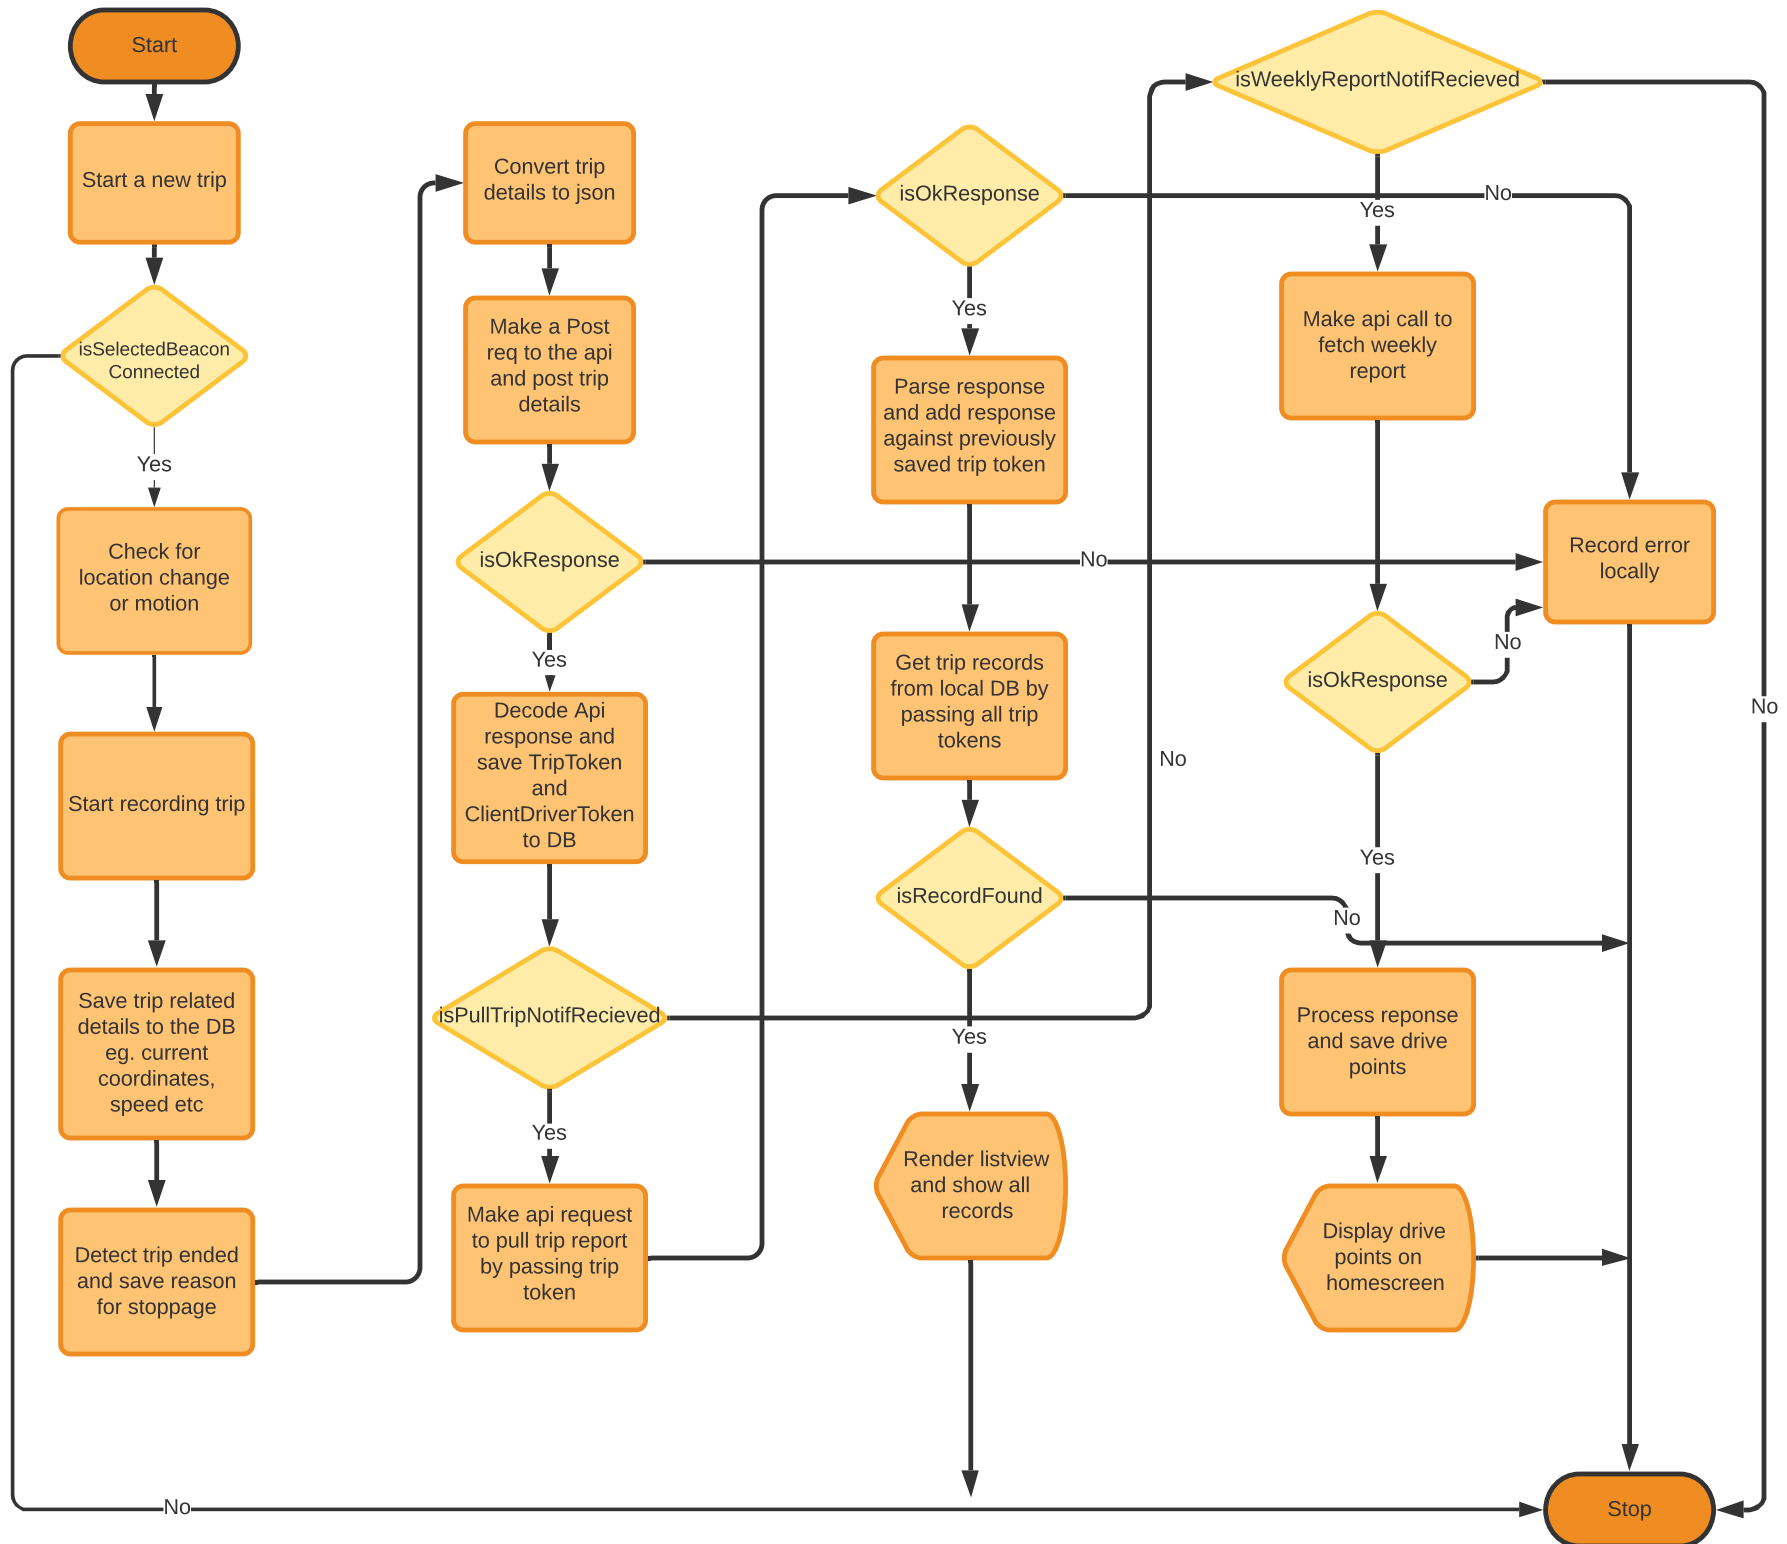 Start
Start a new trip
isSelectedBeacon
Connected
Yes
Check for
location change
or motion
Start recording trip
Save trip related
details to the DB
eg. current
coordinates,
speed etc
Detect trip ended
and save reason
for stoppage
No
Convert trip
details to json
Make a Post
req to the api
and post trip
details
isOkResponse
No
Yes
Decode Api
response and
save TripToken
and
ClientDriverToken
to DB
isPullTripNotifRecieved
No
Yes
Make api request
to pull trip report
by passing trip
token
isOkResponse
No
Yes
Parse response
and add response
against previously
saved trip token
Get trip records
from local DB by
passing all trip
tokens
isRecordFound
No
Yes
Render listview
and show all
records
isWeeklyReportNotifRecieved
No
Yes
Make api call to
fetch weekly
report
isOkResponse
No
Yes
Process reponse
and save drive
points
Display drive
points on
homescreen
Record error
locally
Stop